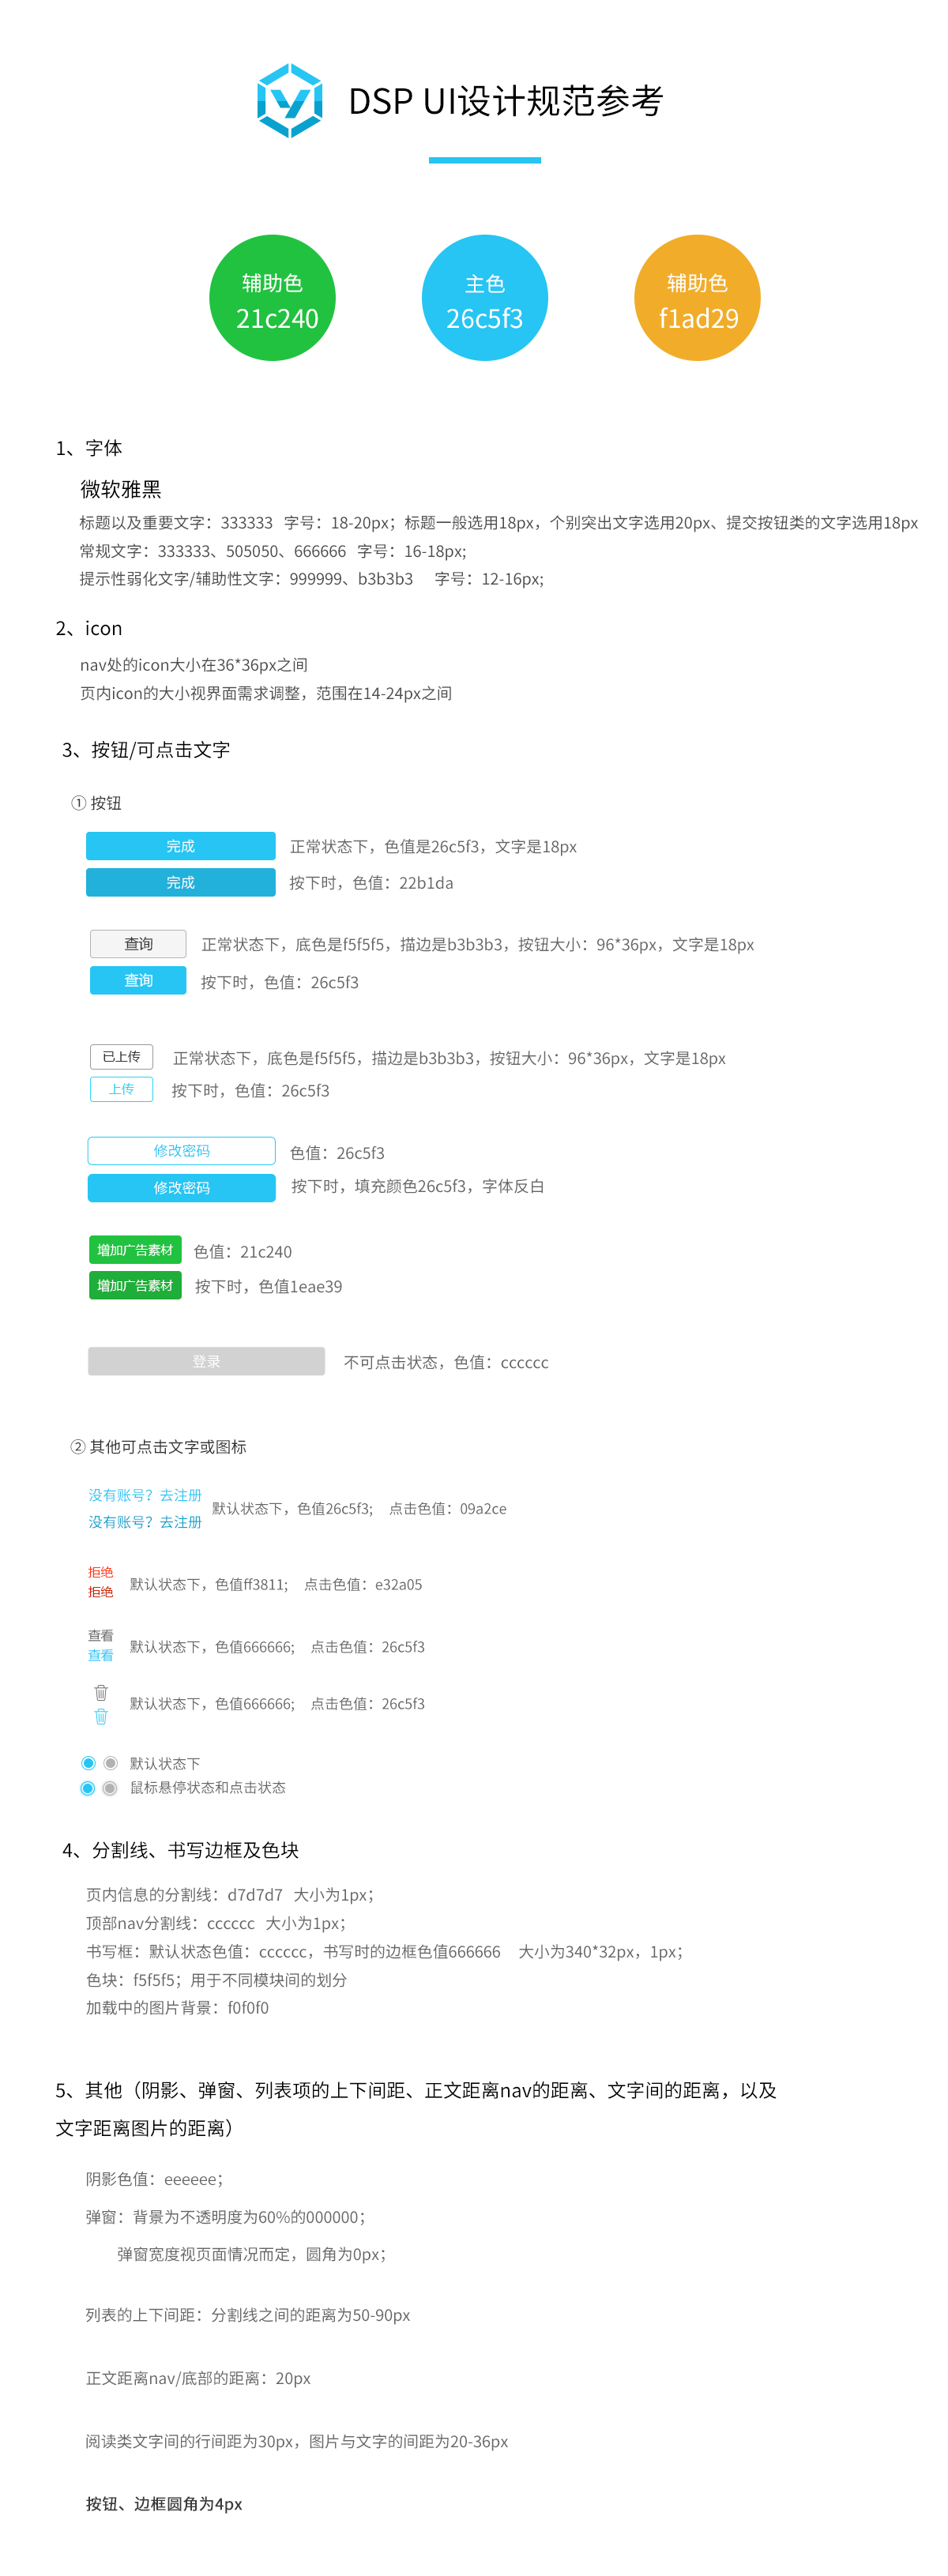 DSP UI设计规范参考
辅助色
21c240
主色
26c5f3
辅助色
f1ad29
1、字体
微软雅黑
标题以及重要文字：333333 字号：18-20px；标题一般选用18px，个别突出文字选用20px、提交按钮类的文字选用18px
常规文字：333333、505050、666666 字号：16-18px;
提示性弱化文字/辅助性文字：999999、b3b3b3 字号：12-16px;
2、icon
nav处的icon大小在36*36px之间
页内icon的大小视界面需求调整，范围在14-24px之间
3、按钮/可点击文字
① 按钮
完成 正常状态下，色值是26c5f3，文字是18px
完成 按下时，色值：22b1da
查询 正常状态下，底色是f5f5f5，描边是b3b3b3，按钮大小：96*36px，文字是18px
查询 按下时，色值：26c5f3
已上传 正常状态下，底色是f5f5f5，描边是b3b3b3，按钮大小：96*36px，文字是18px
上传 按下时，色值：26c5f3
修改密码 色值：26c5f3
修改密码 按下时，填充颜色26c5f3，字体反白
增加广告素材 色值：21c240
增加广告素材 按下时，色值1eae39
登录 不可点击状态，色值：cccccc
② 其他可点击文字或图标
没有账号？去注册
默认状态下，色值26c5f3; 点击色值：09a2ce
没有账号？去注册
拒绝
默认状态下，色值ff3811; 点击色值：e32a05
拒绝
查看
默认状态下，色值666666; 点击色值：26c5f3
查看
默认状态下，色值666666; 点击色值：26c5f3
默认状态下
鼠标悬停状态和点击状态
4、分割线、书写边框及色块
页内信息的分割线：d7d7d7 大小为1px；
顶部nav分割线：cccccc 大小为1px；
书写框：默认状态色值：cccccc，书写时的边框色值666666 大小为340*32px，1px；
色块：f5f5f5；用于不同模块间的划分
加载中的图片背景：f0f0f0
5、其他（阴影、弹窗、列表项的上下间距、正文距离nav的距离、文字间的距离，以及
文字距离图片的距离）
阴影色值：eeeeee；
弹窗：背景为不透明度为60%的000000；
弹窗宽度视页面情况而定，圆角为0px；
列表的上下间距：分割线之间的距离为50-90px
正文距离nav/底部的距离：20px
阅读类文字间的行间距为30px，图片与文字的间距为20-36px
按钮、边框圆角为4px